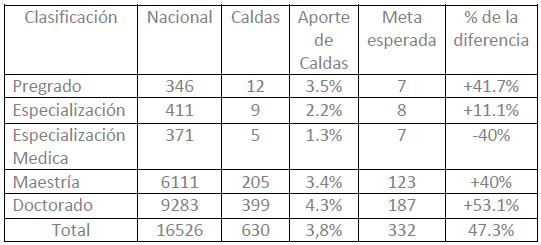 Clasificación Nacional Caldas Aporte de Caldas Meta esperada % de la diferencia
Pregrado 346 12 3.5% 7 +41.7%
Especialización 411 9 2.2% 8 +11.1%
Especialización Medica 371 5 1.3% 7 -40%
Maestría 6111 205 3.4% 123 +40%
Doctorado 9283 399 4.3% 187 +53.1%
Total 16526 630 3,8% 332 47.3%